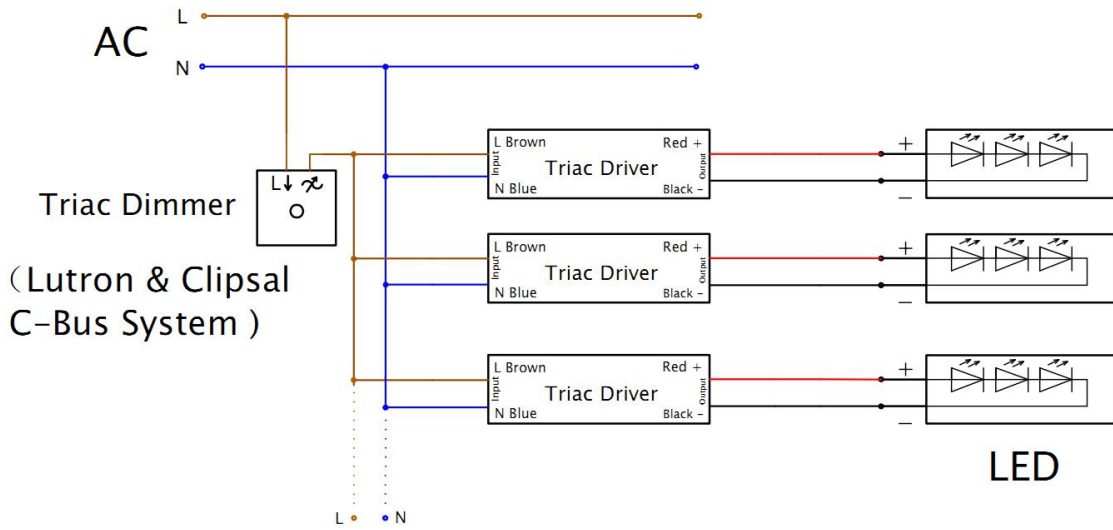 L
AC
N
L
Triac Dimmer
（Lutron & Clipsal
C-Bus System )
L Brown
Red +
Input
Triac Driver
Output
N Blue
Black -
+
−
L Brown
Red +
Input
Triac Driver
Output
N Blue
Black -
+
−
L Brown
Red +
Input
Triac Driver
Output
N Blue
Black -
+
−
LED
L
N